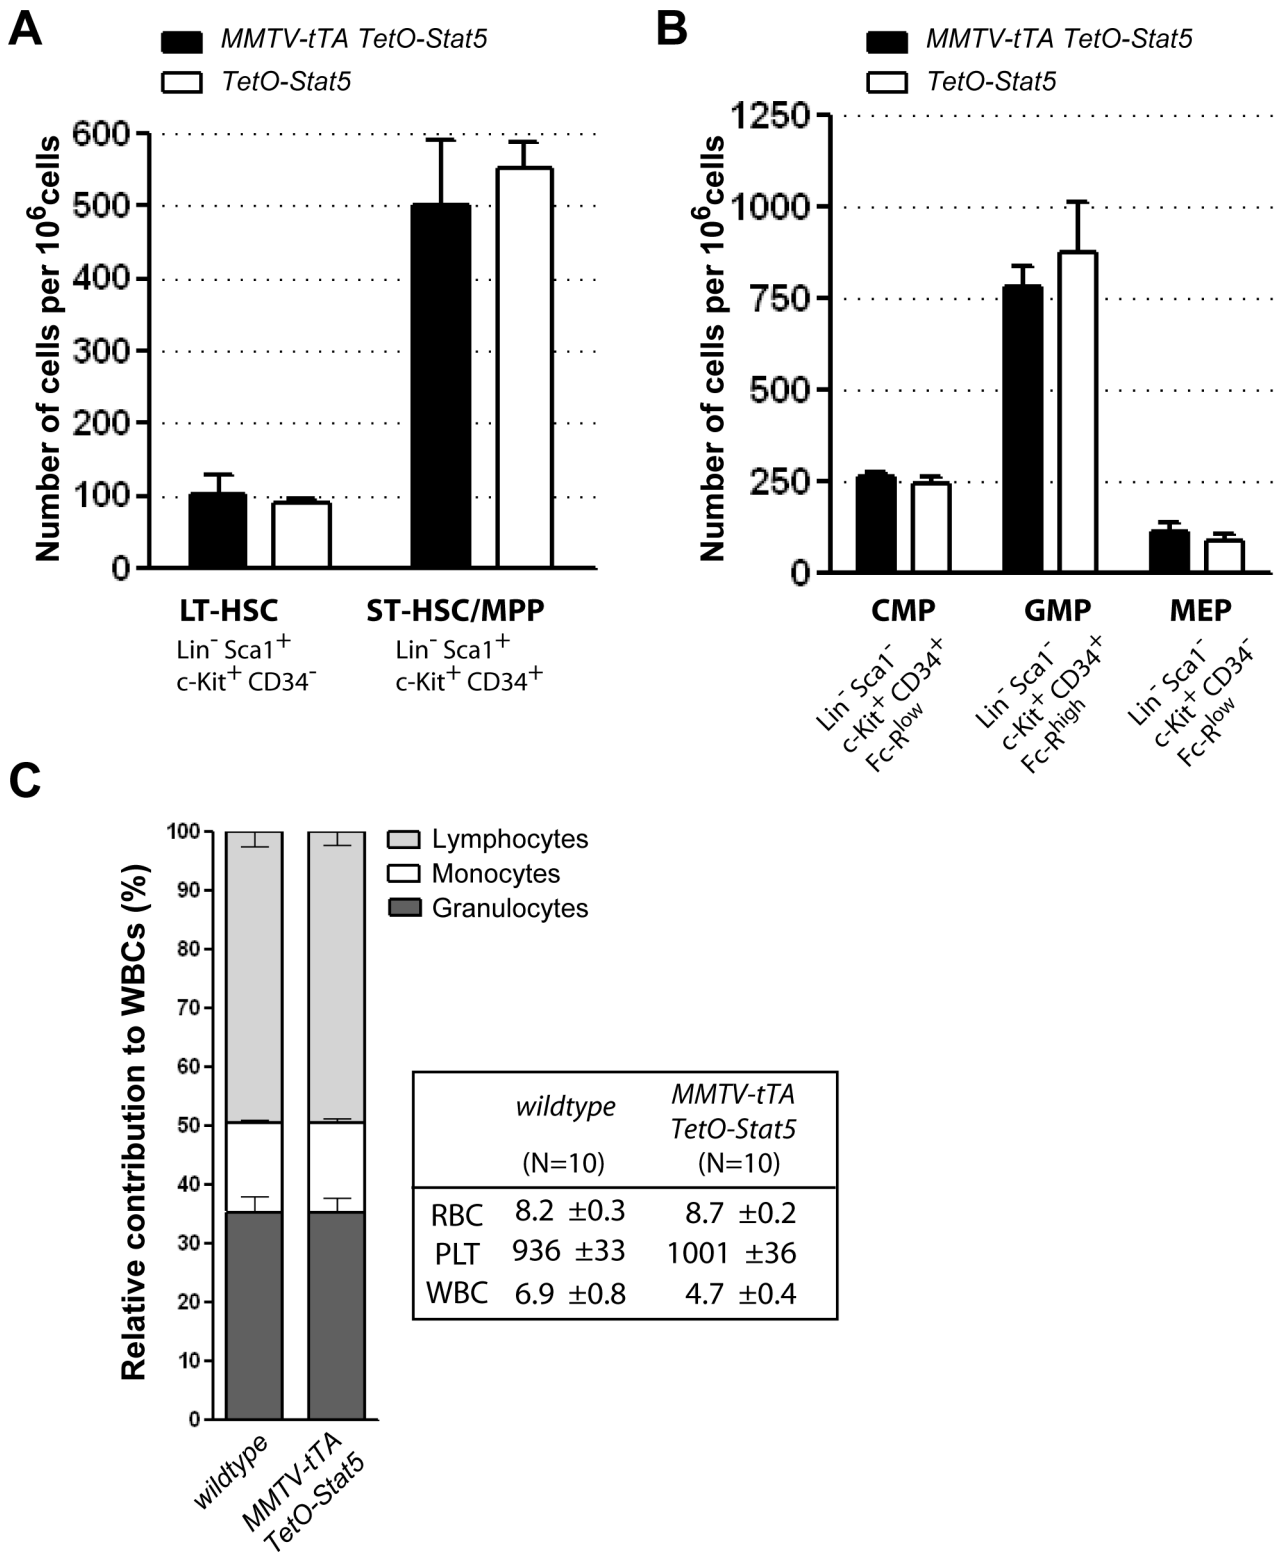 A
MMTV-tTA TetO-Stat5
TetO-Stat5
Number of cells per 10⁶cells
600
500
400
300
200
100
0
LT-HSC
Lin⁻ Sca1⁺
c-Kit⁺ CD34⁻
ST-HSC/MPP
Lin⁻ Sca1⁺
c-Kit⁺ CD34⁺
B
MMTV-tTA TetO-Stat5
TetO-Stat5
Number of cells per 10⁶cells
1250
1000
750
500
250
0
CMP
Lin⁻ Sca1⁻
c-Kit⁺ CD34⁺
Fc-Rˡᵒʷ
GMP
Lin⁻ Sca1⁻
c-Kit⁺ CD34⁺
Fc-Rʰⁱᵍʰ
MEP
Lin⁻ Sca1⁻
c-Kit⁺ CD34⁻
Fc-Rˡᵒʷ
C
Relative contribution to WBCs (%)
100
90
80
70
60
50
40
30
20
10
0
wildtype
MMTV-tTA
TetO-Stat5
Lymphocytes
Monocytes
Granulocytes
wildtype
MMTV-tTA
TetO-Stat5
(N=10) (N=10)
RBC 8.2 ±0.3 8.7 ±0.2
PLT 936 ±33 1001 ±36
WBC 6.9 ±0.8 4.7 ±0.4